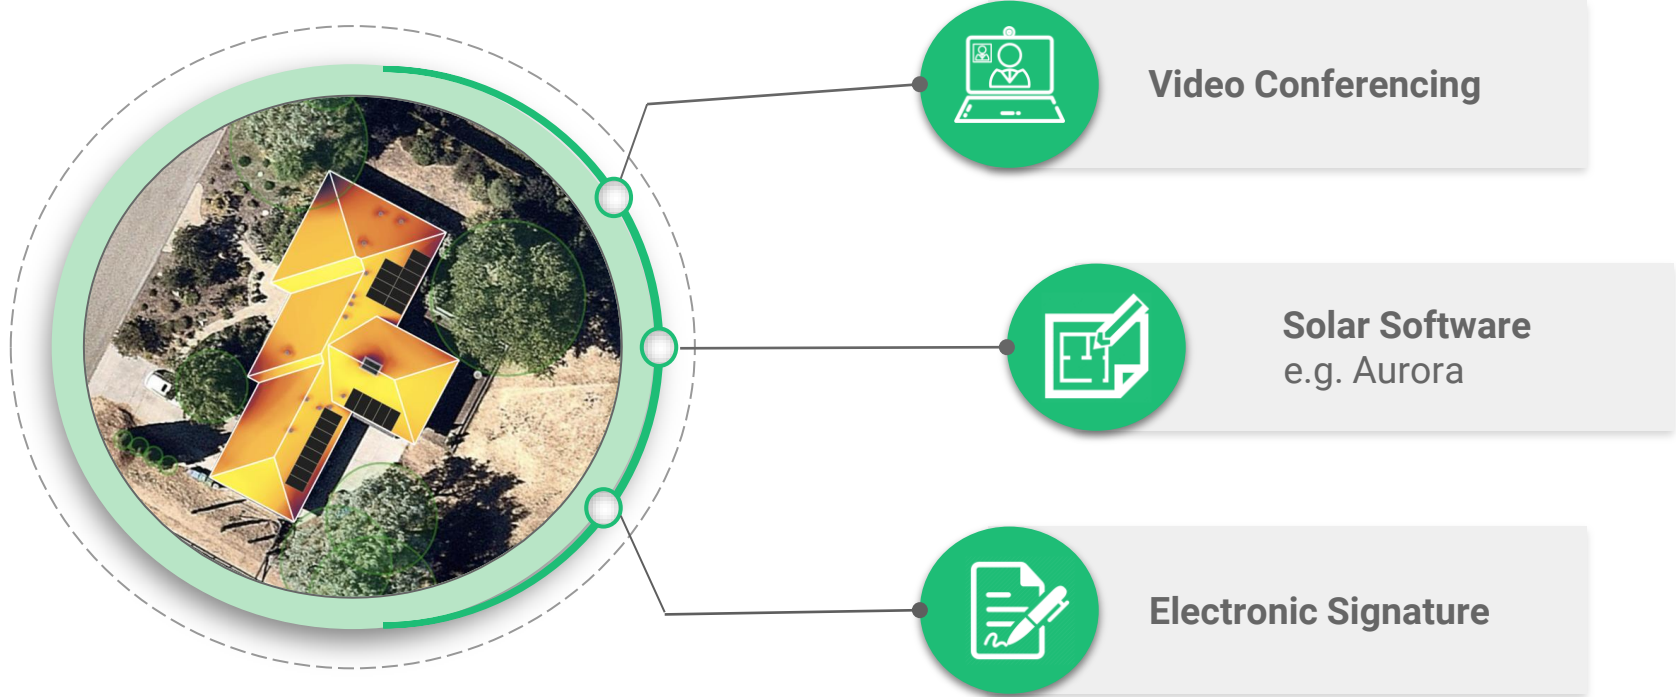 Video Conferencing
Solar Software
e.g. Aurora
Electronic Signature